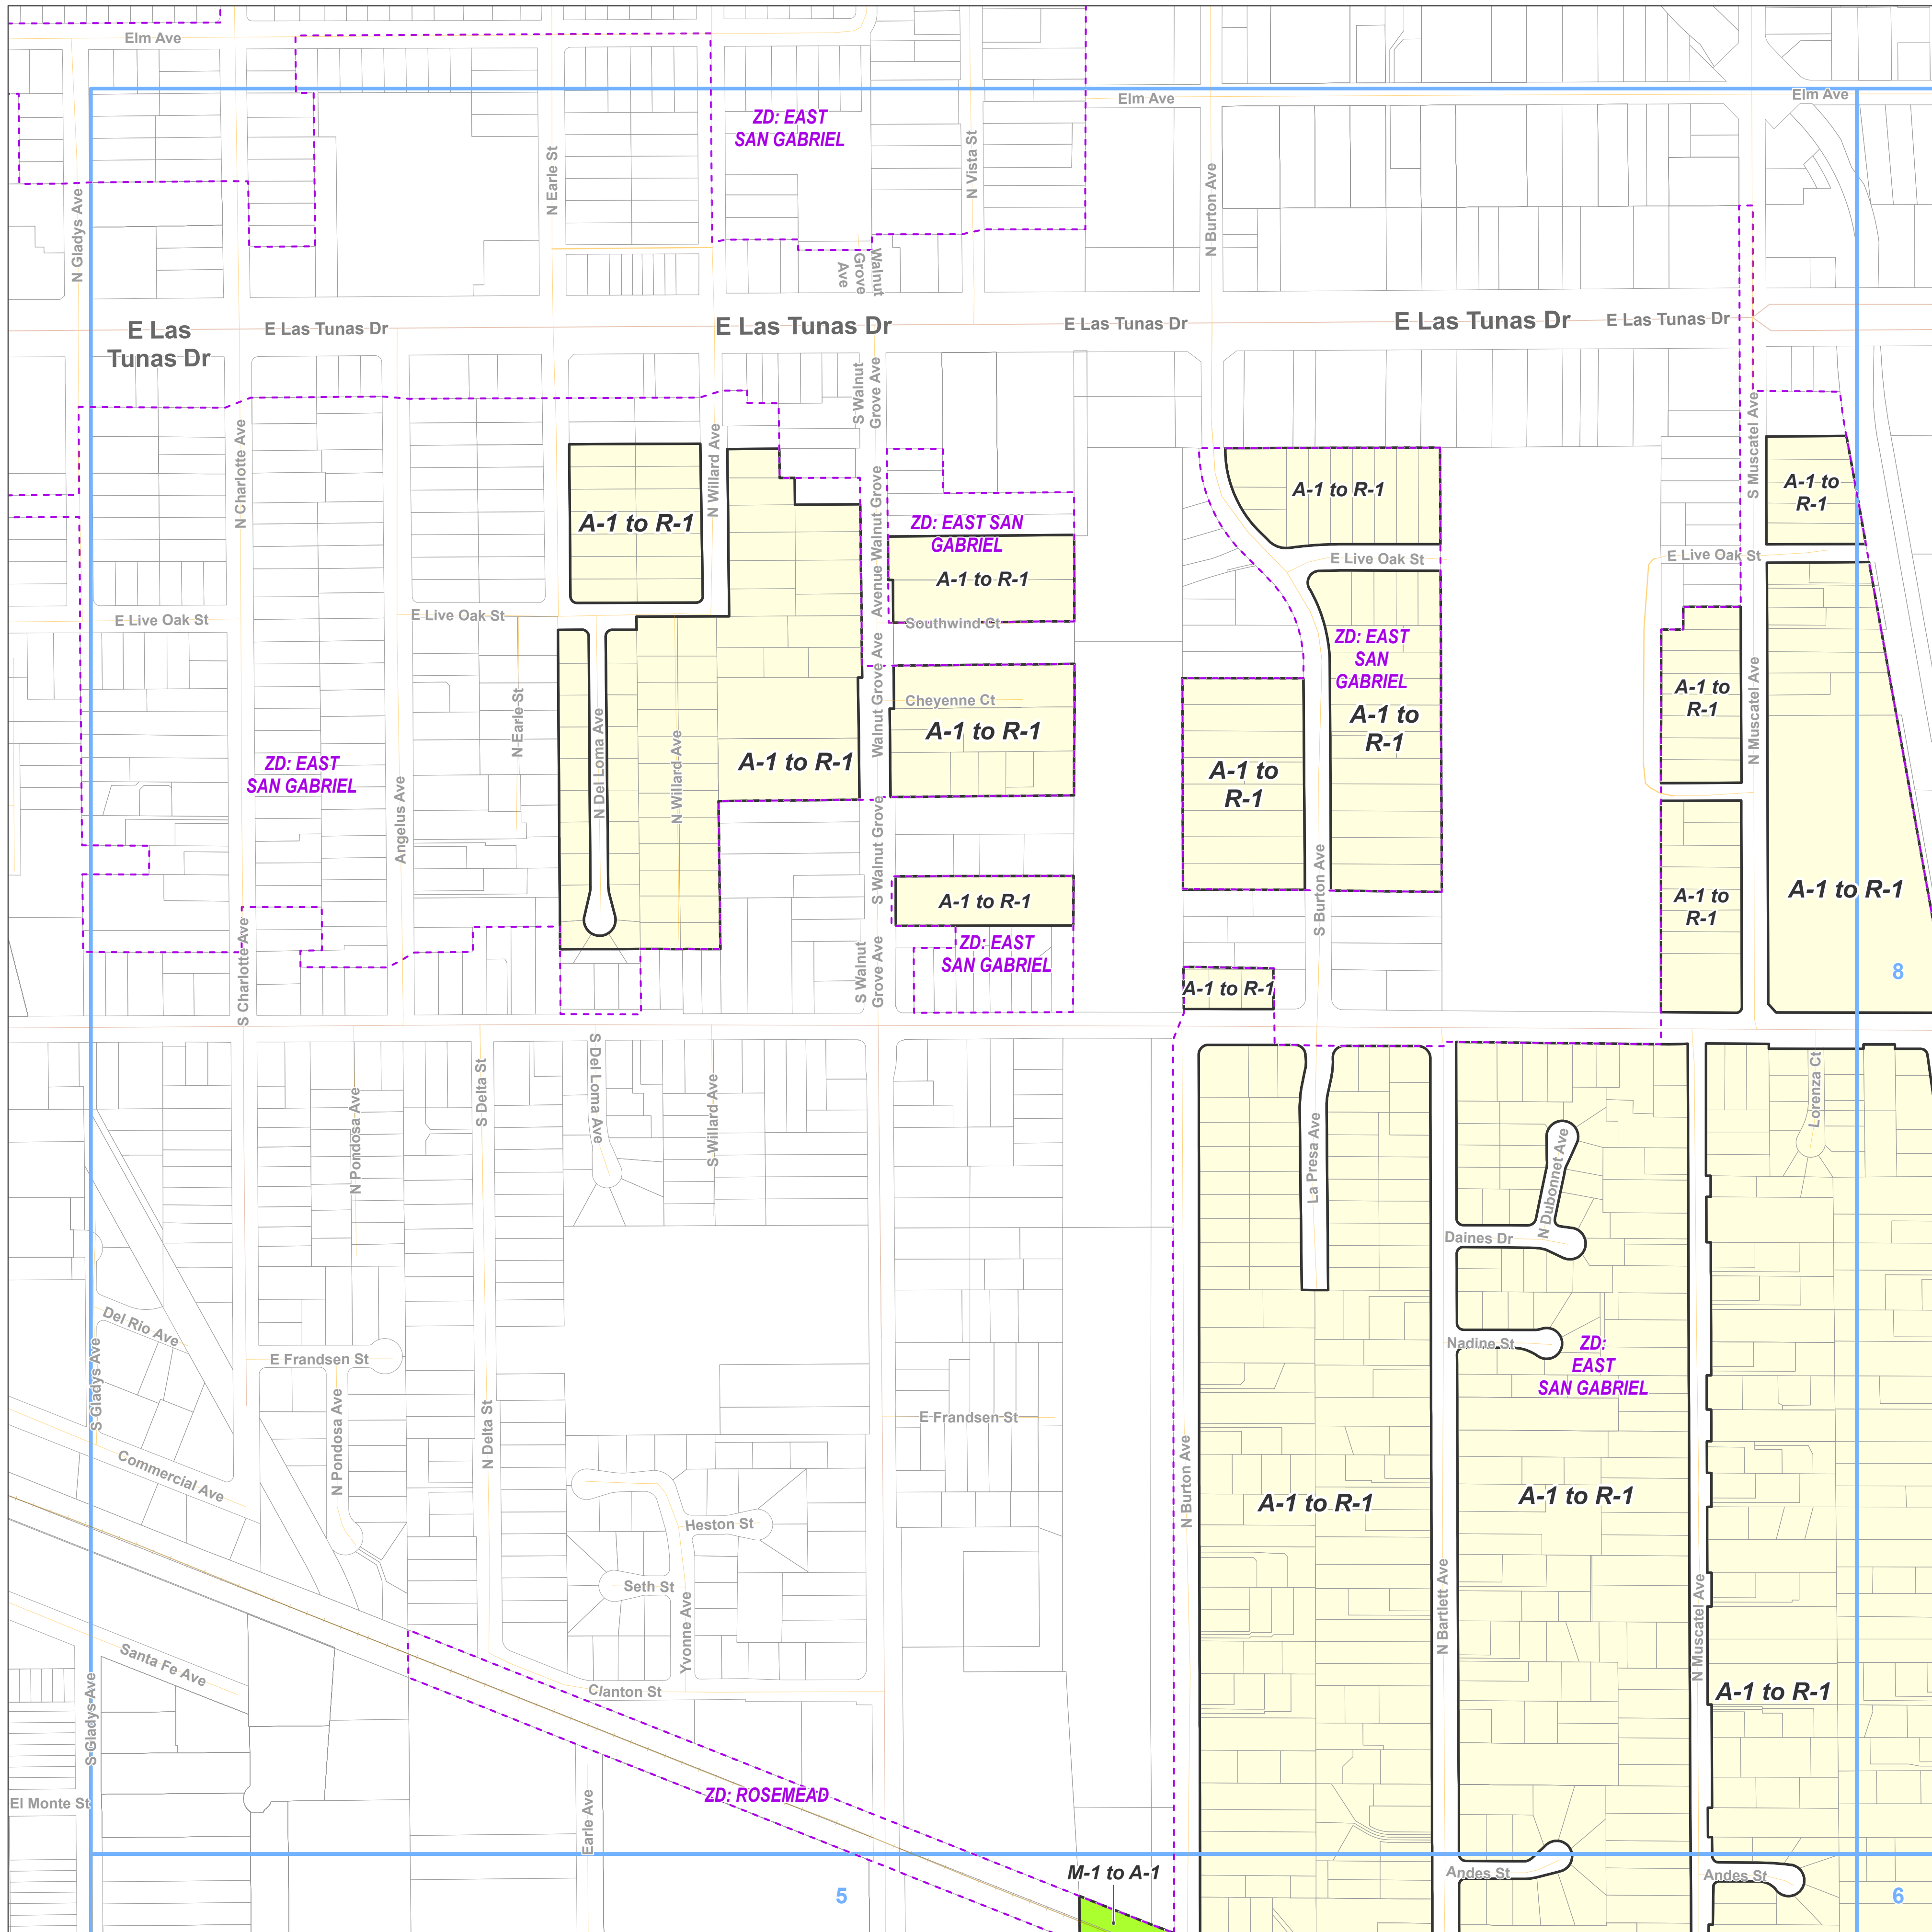 Elm Ave
Elm Ave
Elm Ave
ZD: EAST
SAN GABRIEL
N Gladys Ave
N Earle St
N Vista St
N Burton Ave
Walnut
Grove
Ave
E Las
Tunas Dr
E Las Tunas Dr
E Las Tunas Dr
E Las Tunas Dr
E Las Tunas Dr
E Las Tunas Dr
S Walnut
Grove Ave
N Charlotte Ave
N Willard Ave
S Muscatel Ave
A-1 to R-1
A-1 to
R-1
A-1 to R-1
ZD: EAST SAN
GABRIEL
A-1 to R-1
Avenue Walnut Grove
E Live Oak St
E Live Oak St
E Live Oak St
E Live Oak St
Southwind Ct
ZD: EAST
SAN
GABRIEL
A-1 to
R-1
Walnut Grove Ave
Cheyenne Ct
A-1 to R-1
A-1 to
R-1
N Muscatel Ave
N Earle St
N Del Loma Ave
N Willard Ave
A-1 to R-1
ZD: EAST
SAN GABRIEL
A-1 to
R-1
Angelus Ave
S Walnut Grove Ave
S Burton Ave
A-1 to R-1
A-1 to
R-1
A-1 to R-1
ZD: EAST
SAN GABRIEL
S Walnut
Grove Ave
S Charlotte Ave
A-1 to R-1
8
S Delta St
S Del Loma Ave
S Willard Ave
N Pondosa Ave
La Presa Ave
N Dubonnet Ave
Lorenza Ct
Daines Dr
Del Rio Ave
S Gladys Ave
E Frandsen St
Nadine St
ZD:
EAST
SAN GABRIEL
N Pondosa Ave
N Delta St
E Frandsen St
Commercial Ave
N Burton Ave
A-1 to R-1
A-1 to R-1
Heston St
Seth St
Yvonne Ave
N Bartlett Ave
N Muscatel Ave
Santa Fe Ave
S Gladys Ave
Clanton St
A-1 to R-1
ZD: ROSEMEAD
El Monte St
Earle Ave
M-1 to A-1
Andes St
Andes St
5
6